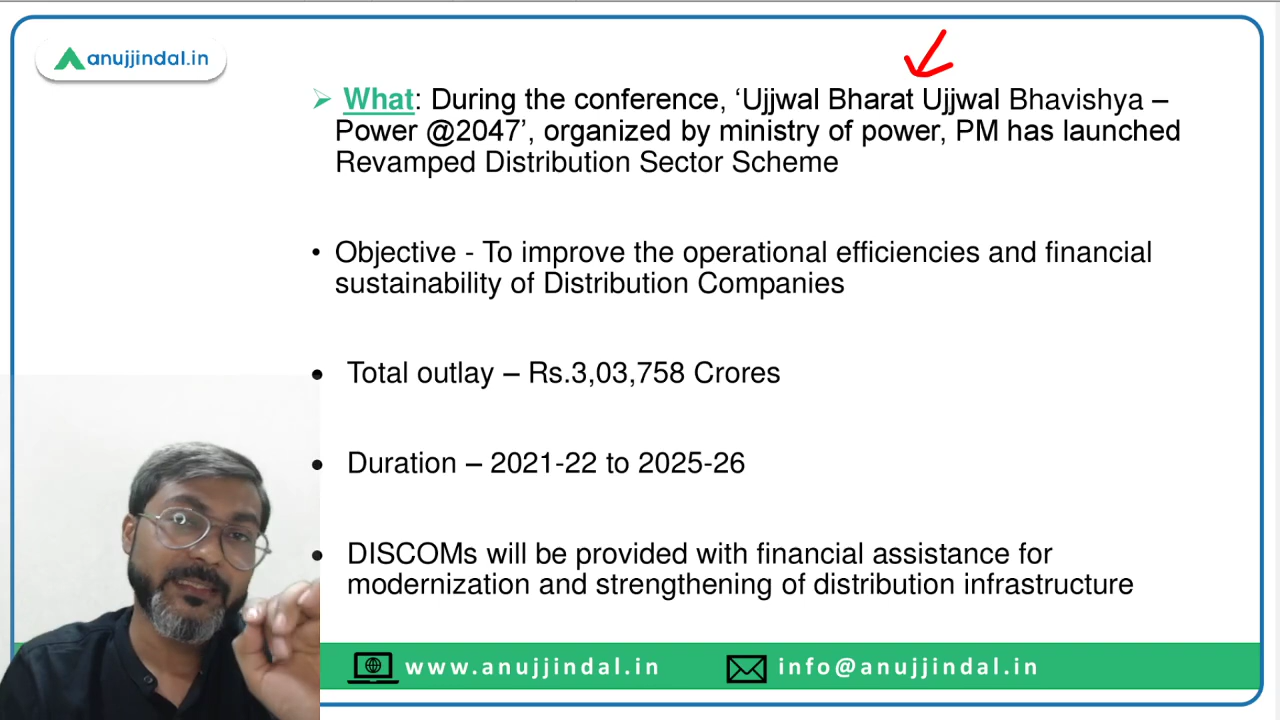 anujjindal.in
➢ What: During the conference, ‘Ujjwal Bharat Ujjwal Bhavishya –
Power @2047’, organized by ministry of power, PM has launched
Revamped Distribution Sector Scheme
• Objective - To improve the operational efficiencies and financial
sustainability of Distribution Companies
• Total outlay – Rs.3,03,758 Crores
• Duration – 2021-22 to 2025-26
• DISCOMs will be provided with financial assistance for
modernization and strengthening of distribution infrastructure
www.anujjindal.in
info@anujjindal.in